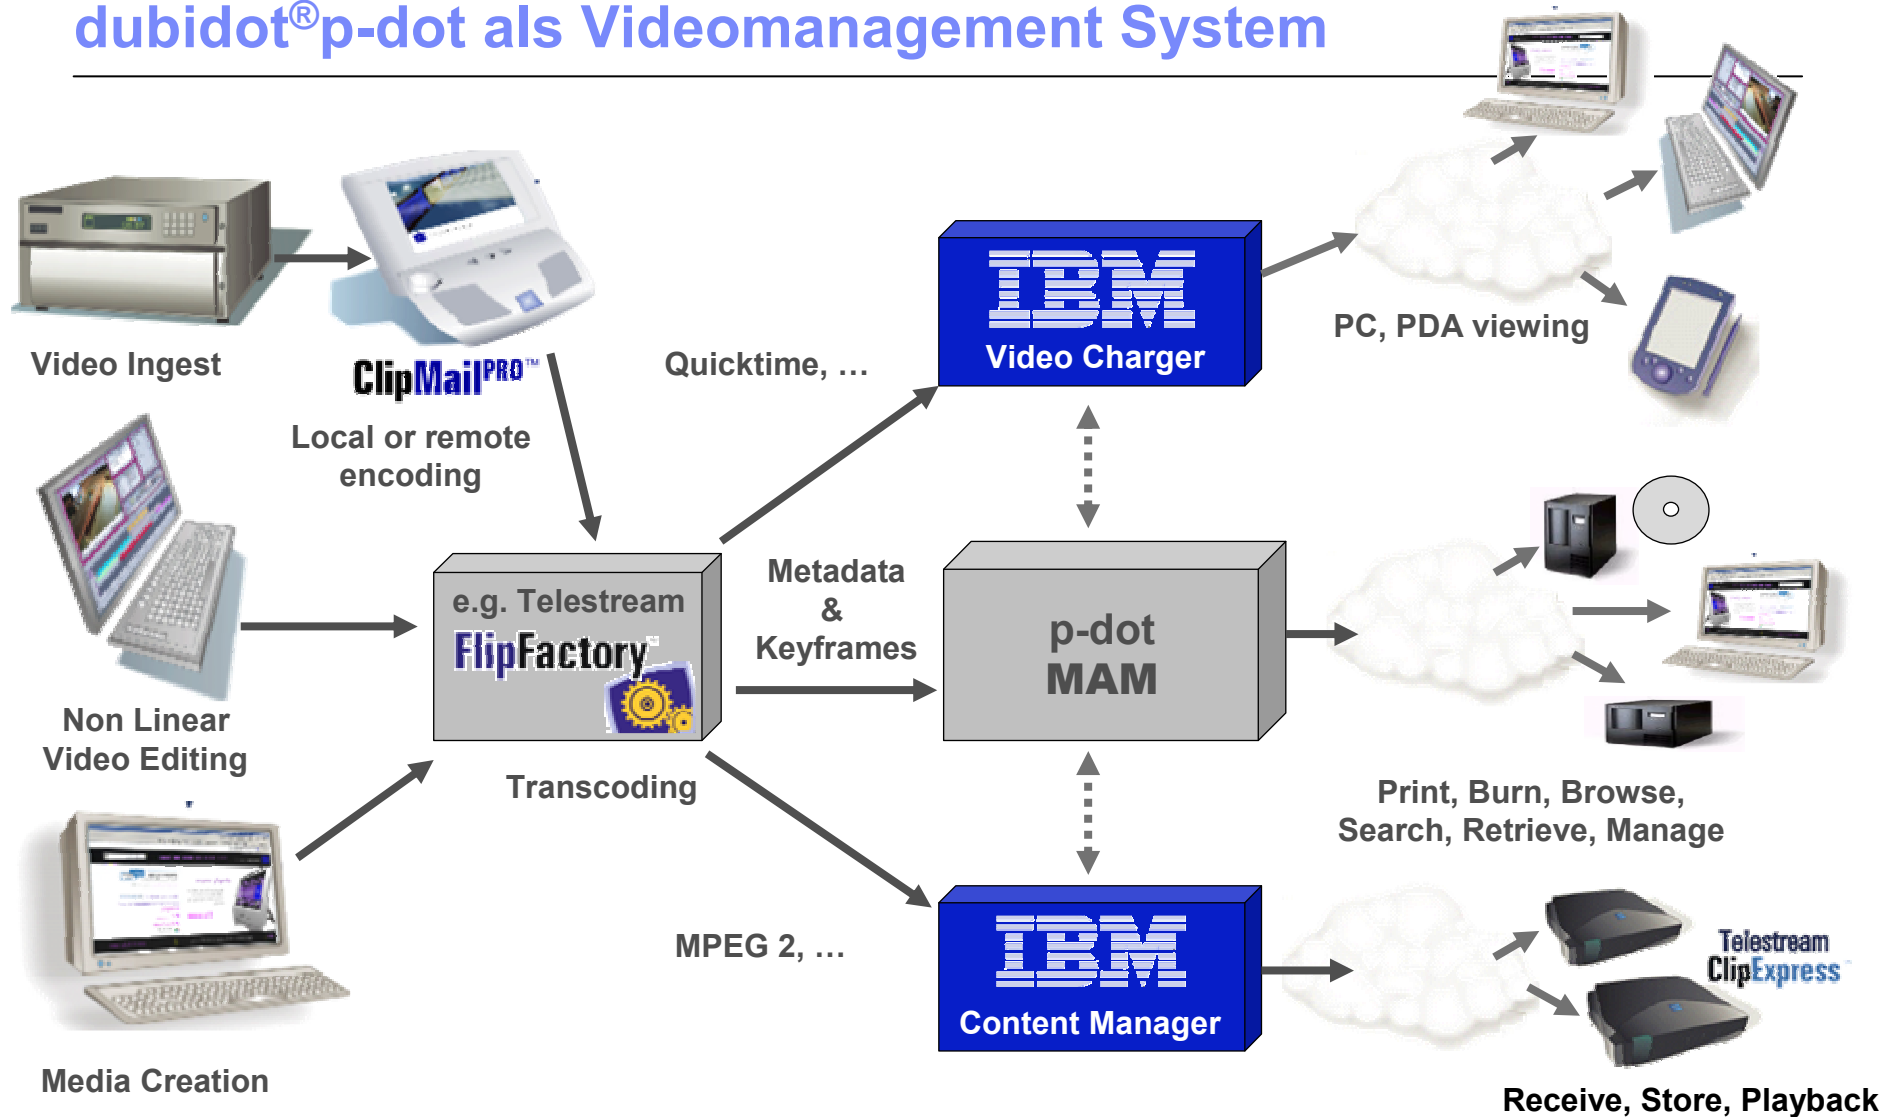 dubidot®p-dot als Videomanagement System
Video Ingest
ClipMailPRO™
Local or remote
encoding
Quicktime, …
IBM
Video Charger
PC, PDA viewing
Non Linear
Video Editing
e.g. Telestream
FlipFactory
Transcoding
Metadata
&
Keyframes
p-dot
MAM
Print, Burn, Browse,
Search, Retrieve, Manage
Media Creation
MPEG 2, …
IBM
Content Manager
Telestream
ClipExpress
Receive, Store, Playback